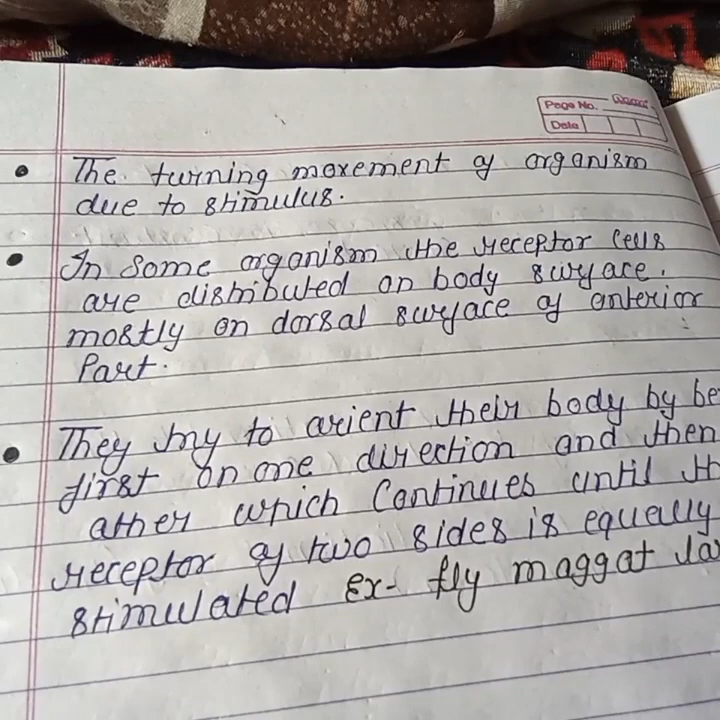 Page No.
Date
The turning movement of organism
due to stimulus.
In some organism the receptor cells
are distributed on body surface.
mostly on dorsal surface of anterior
Part.
They try to orient their body by be
first on one direction and then
other which continues until th
receptor of two sides is equally
stimulated Ex- fly maggat la